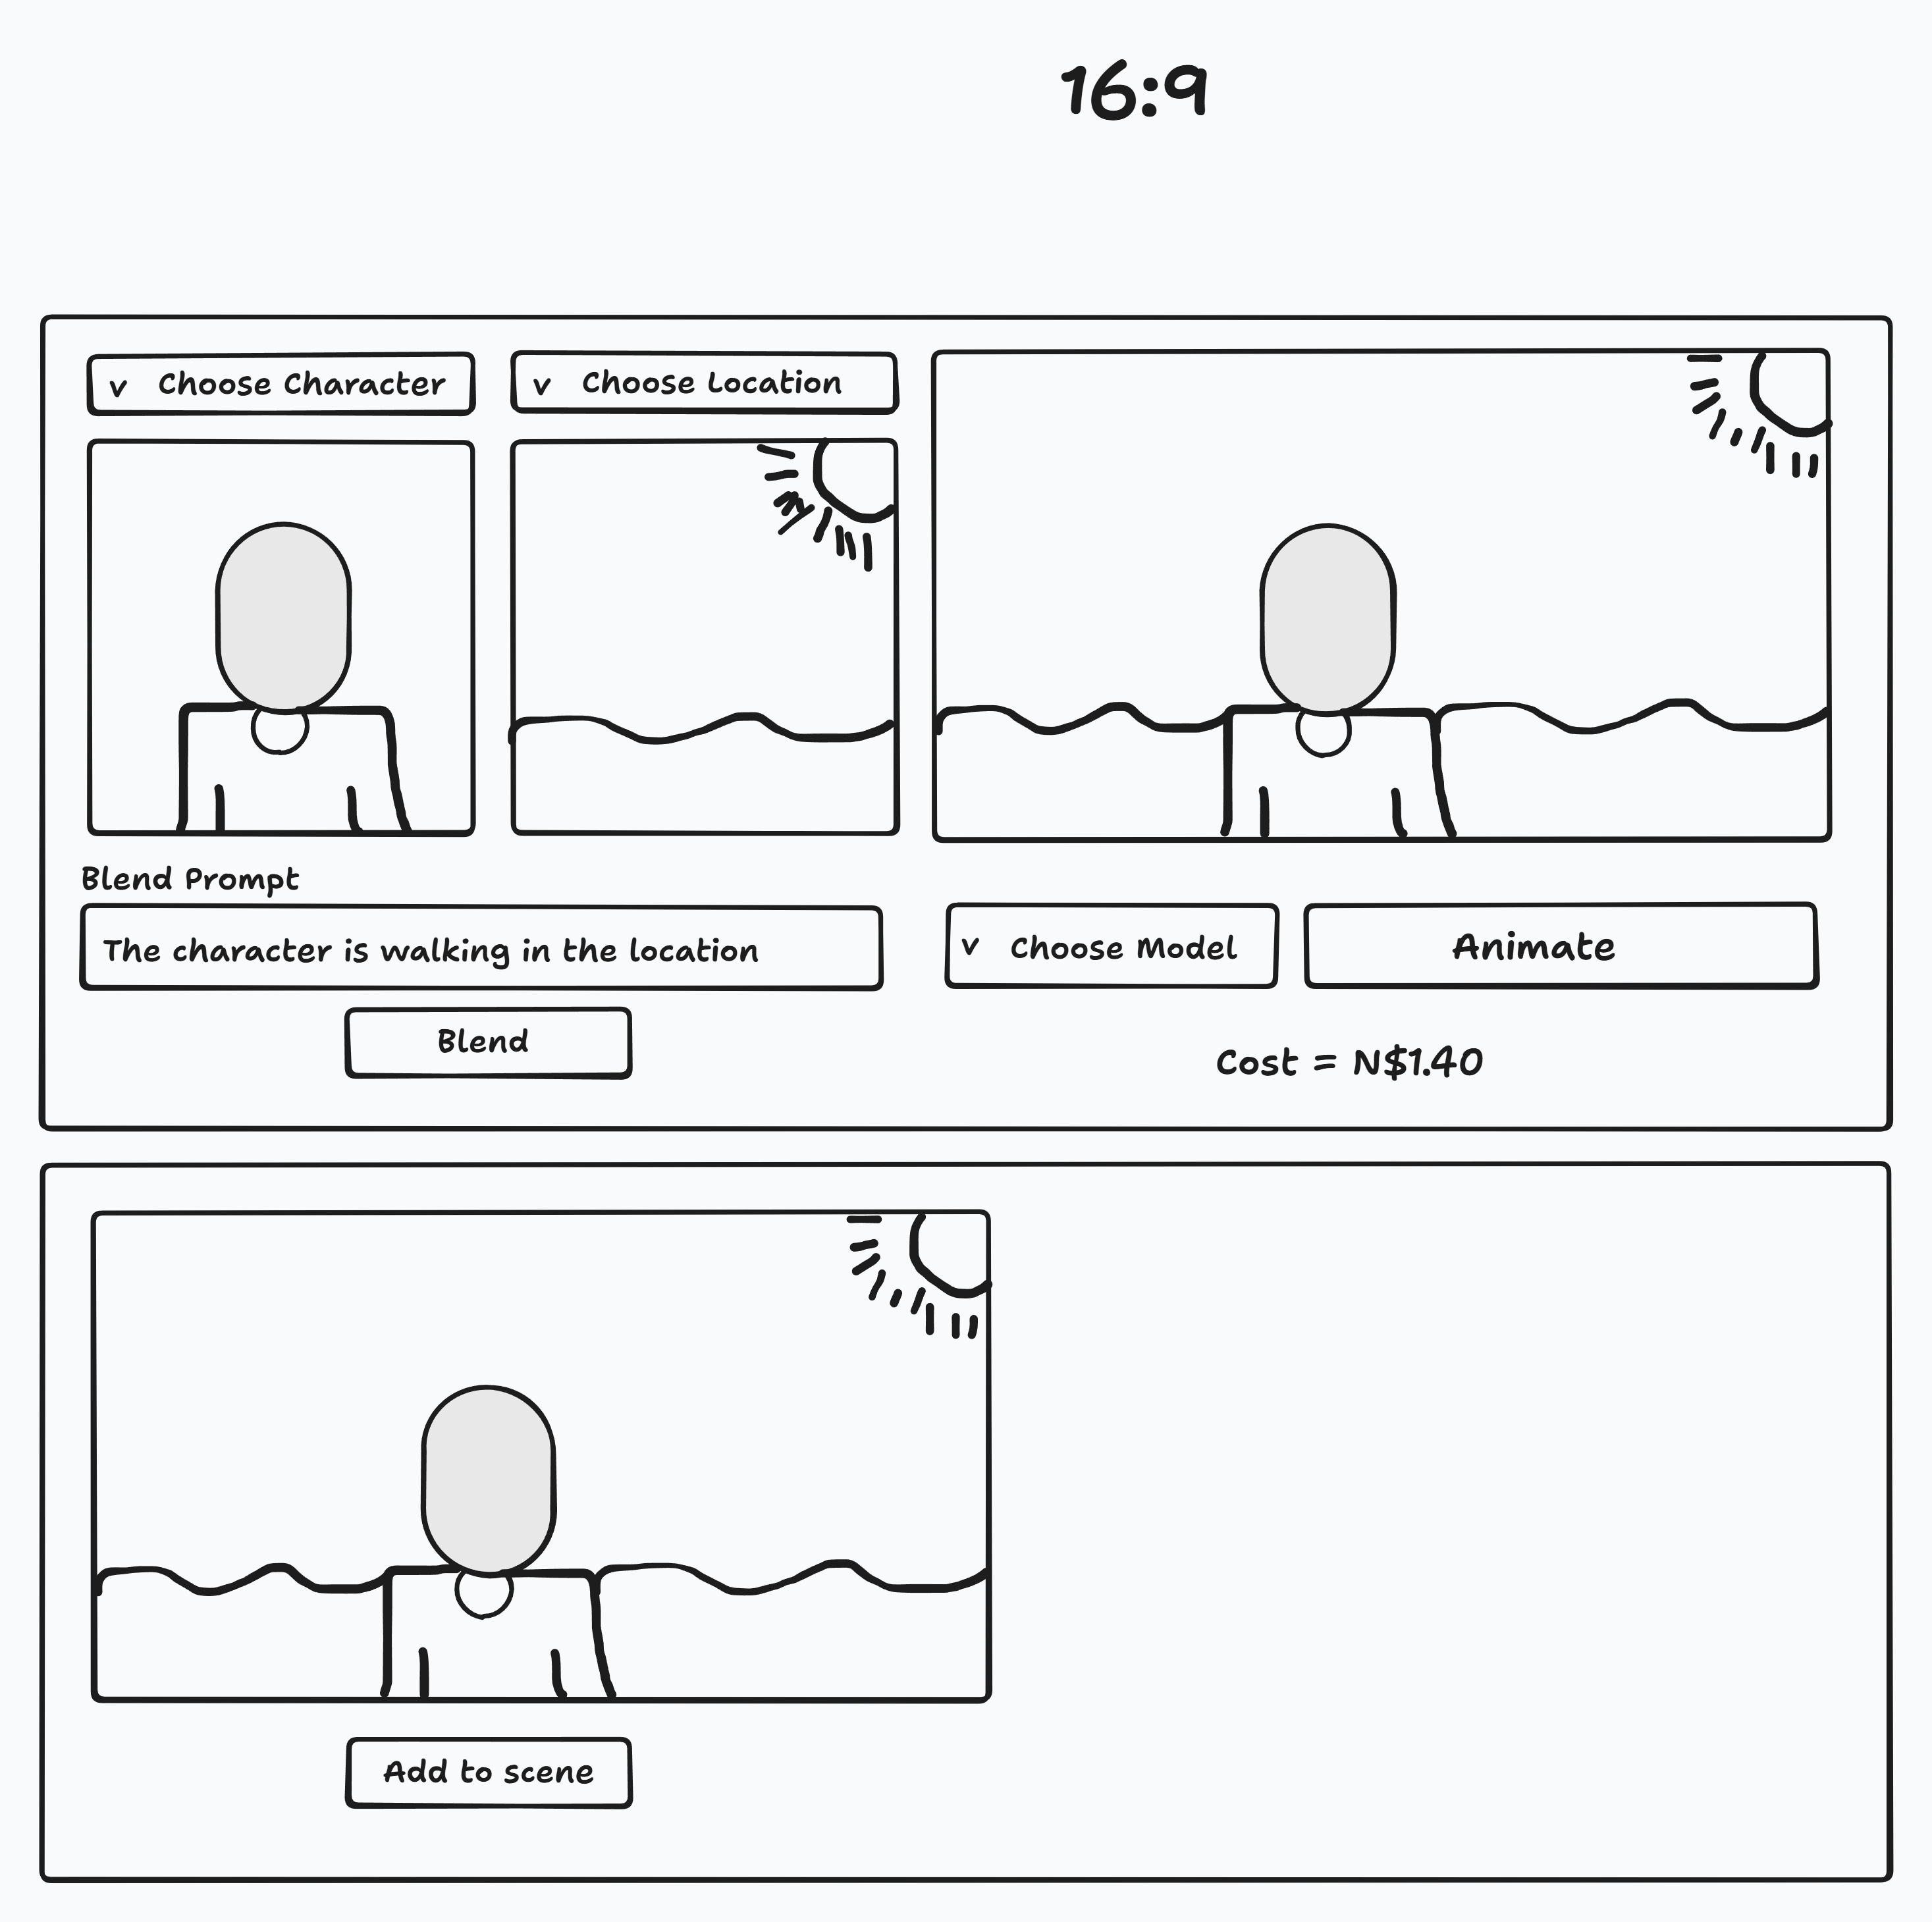 16:9
v Choose Character
v Choose Location
Blend Prompt
The character is walking in the location
Blend
v Choose Model
Animate
Cost = N$1.40
Add to scene